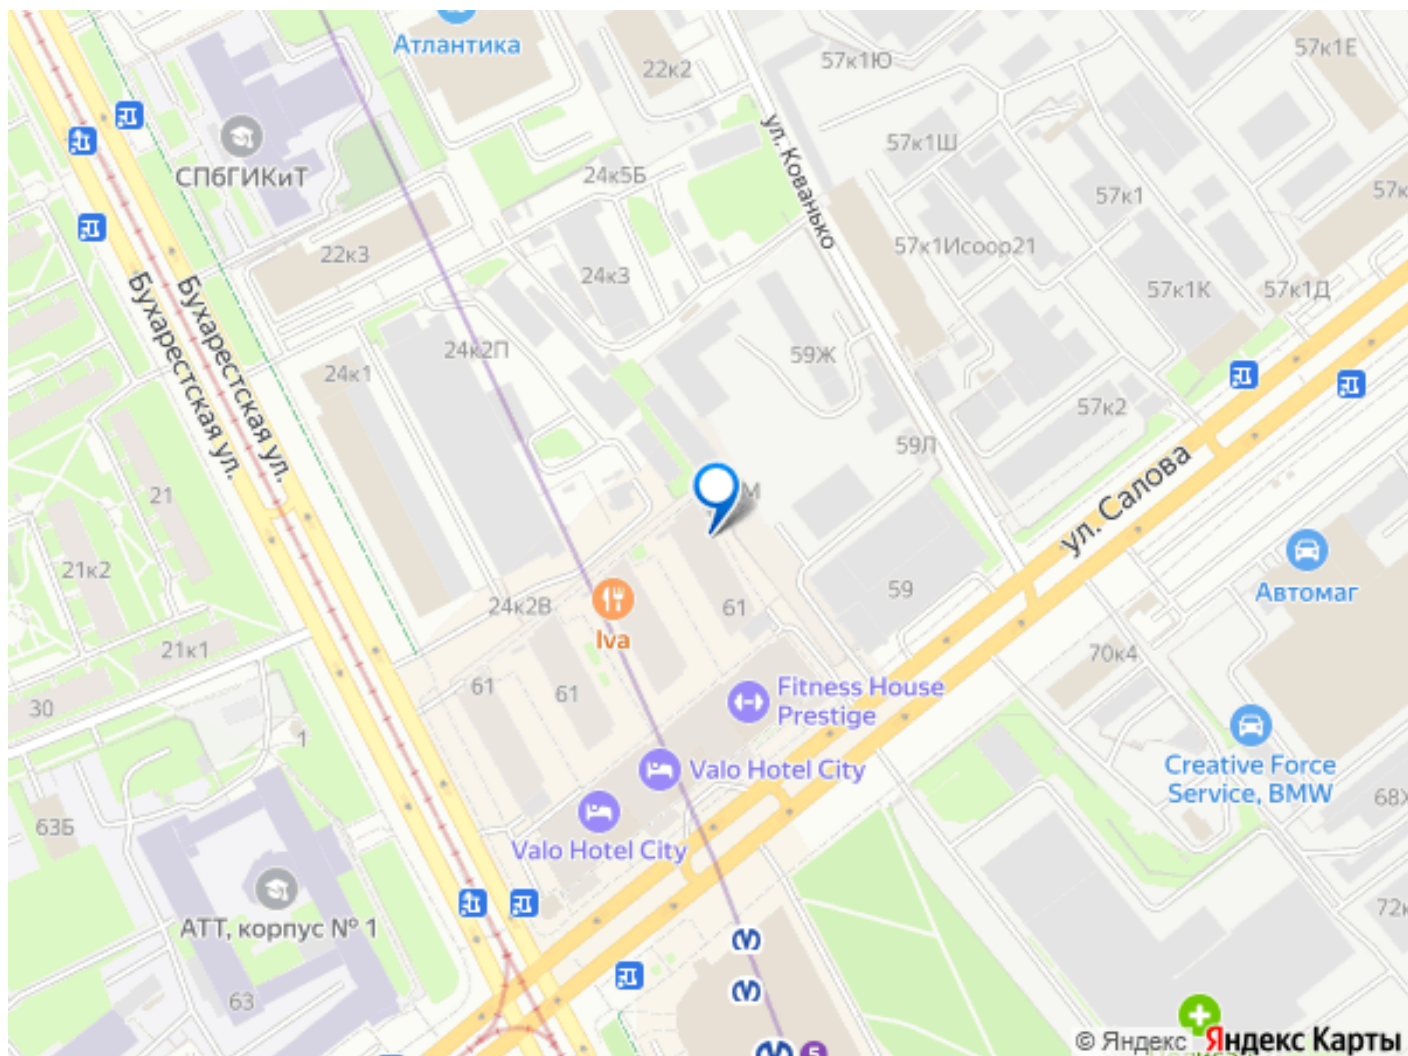 Атлантика
22к2
57к1Ю
57к1Е
ул. Кованько
57к1Ш
СПбГИКиТ
24к5Б
57к1
57к
22к3
24к3
57к1Исоор21
57к1К
57к1Д
Бухарестская ул.
Бухарестская ул.
24к2П
59Ж
24к1
57к2
59Л
ул. Салова
21
М
21к2
Автомаг
59
24к2В
61
Iva
21к1
70к4
61
61
Fitness House
Prestige
30
1
Valo Hotel City
Creative Force
Service, BMW
68Х
63Б
Valo Hotel City
АТТ, корпус № 1
72к
63
5
© Яндекс Яндекс Карты